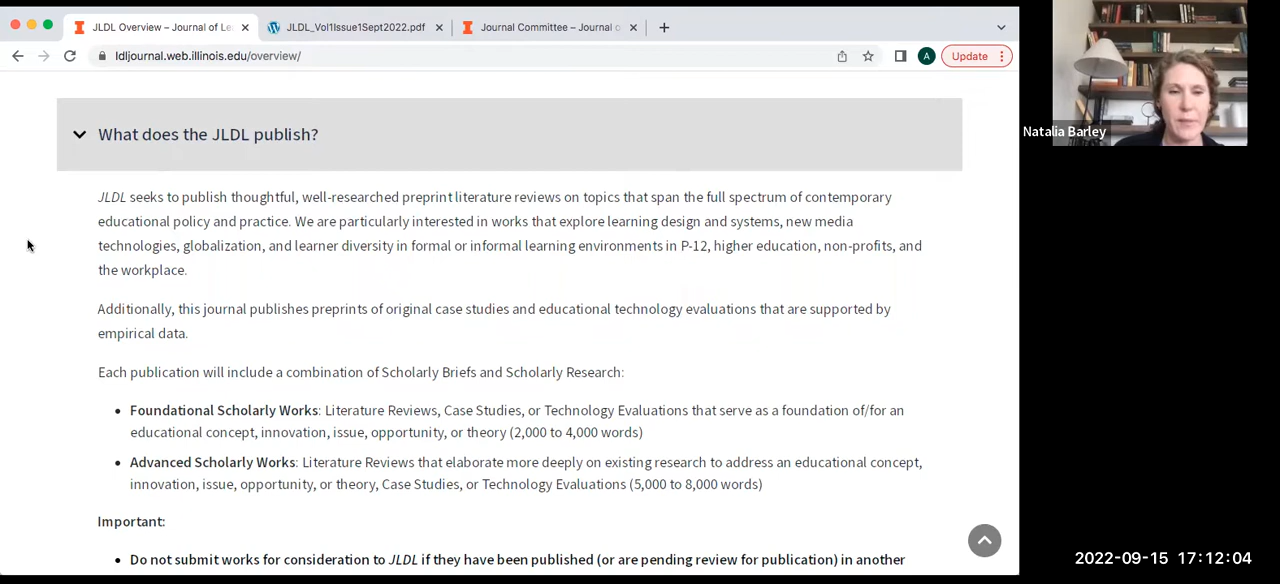 JLDL Overview – Journal of Le
JLDL_Vol1Issue1Sept2022.pdf
Journal Committee – Journal o
ldljournal.web.illinois.edu/overview/
A
Update
Natalia Barley
What does the JLDL publish?
JLDL seeks to publish thoughtful, well-researched preprint literature reviews on topics that span the full spectrum of contemporary
educational policy and practice. We are particularly interested in works that explore learning design and systems, new media
technologies, globalization, and learner diversity in formal or informal learning environments in P-12, higher education, non-profits, and
the workplace.
Additionally, this journal publishes preprints of original case studies and educational technology evaluations that are supported by
empirical data.
Each publication will include a combination of Scholarly Briefs and Scholarly Research:
• Foundational Scholarly Works: Literature Reviews, Case Studies, or Technology Evaluations that serve as a foundation of/for an
educational concept, innovation, issue, opportunity, or theory (2,000 to 4,000 words)
• Advanced Scholarly Works: Literature Reviews that elaborate more deeply on existing research to address an educational concept,
innovation, issue, opportunity, or theory, Case Studies, or Technology Evaluations (5,000 to 8,000 words)
Important:
• Do not submit works for consideration to JLDL if they have been published (or are pending review for publication) in another
2022-09-15 17:12:04